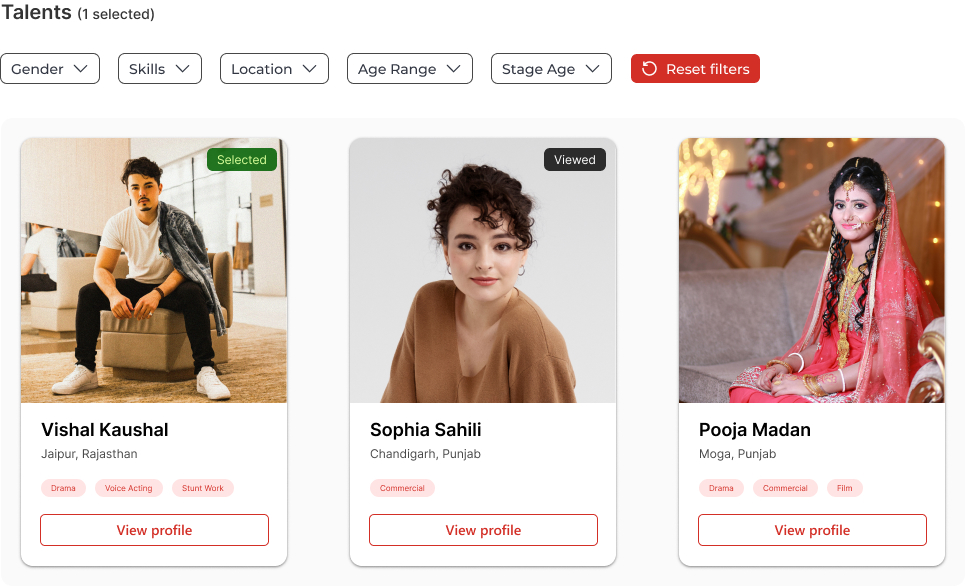 Talents (1 selected)
Gender Skills Location Age Range Stage Age Reset filters
Selected
Vishal Kaushal
Jaipur, Rajasthan
Drama Voice Acting Stunt Work
View profile
Viewed
Sophia Sahili
Chandigarh, Punjab
Commercial
View profile
Pooja Madan
Moga, Punjab
Drama Commercial Film
View profile